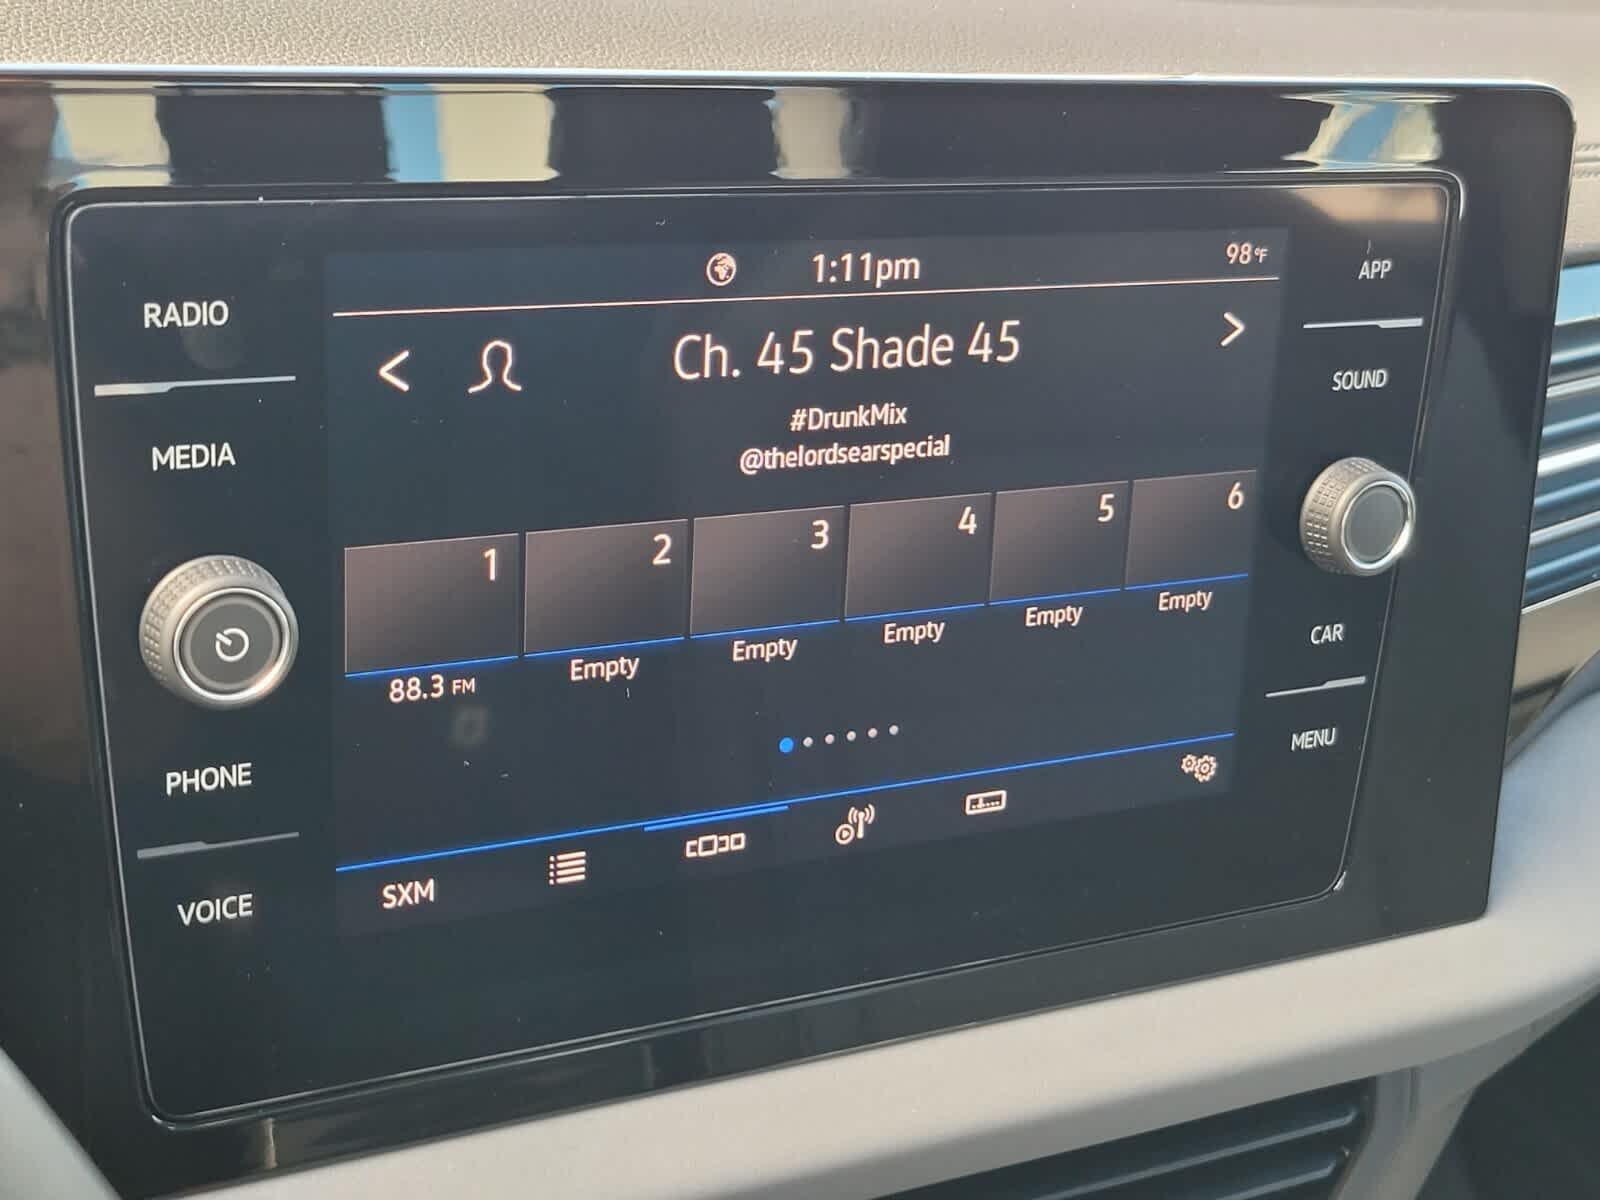 1:11pm
98°F
RADIO
MEDIA
PHONE
VOICE
Ch. 45 Shade 45
#DrunkMix
@thelordsearspecial
1
2
3
4
5
6
88.3 FM
Empty
Empty
Empty
Empty
Empty
SXM
APP
SOUND
CAR
MENU